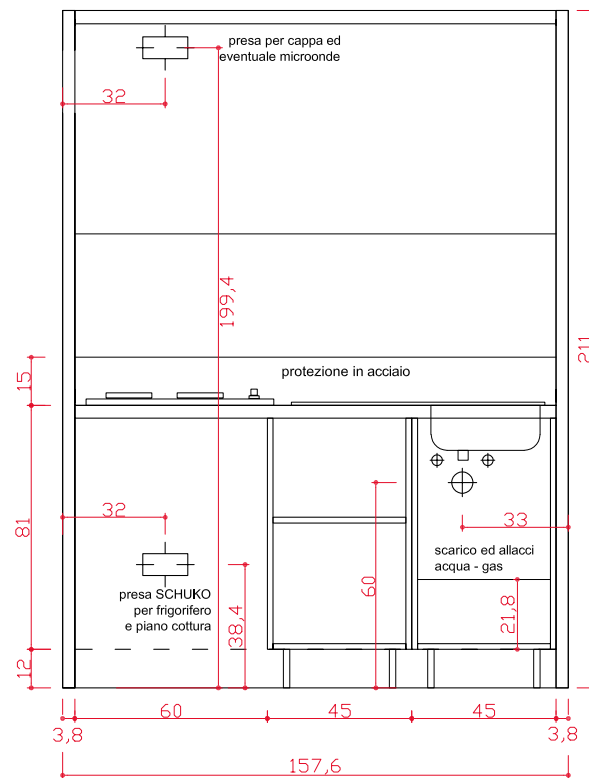 presa per cappa ed
eventuale microonde
32
199,4
211
15
protezione in acciaio
81
32
33
scarico ed allacci
acqua - gas
60
presa SCHUKO
per frigorifero
e piano cottura
38,4
21,8
12
60
45
45
3,8
3,8
157,6